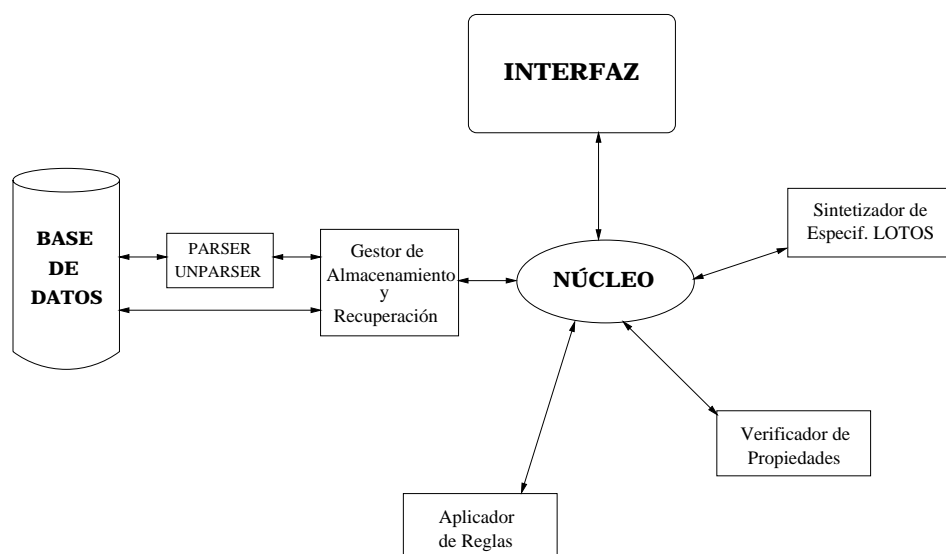 INTERFAZ
BASE
DE
DATOS
PARSER
UNPARSER
Gestor de
Almacenamiento
y
Recuperación
NÚCLEO
Sintetizador de
Especif. LOTOS
Verificador de
Propiedades
Aplicador
de Reglas